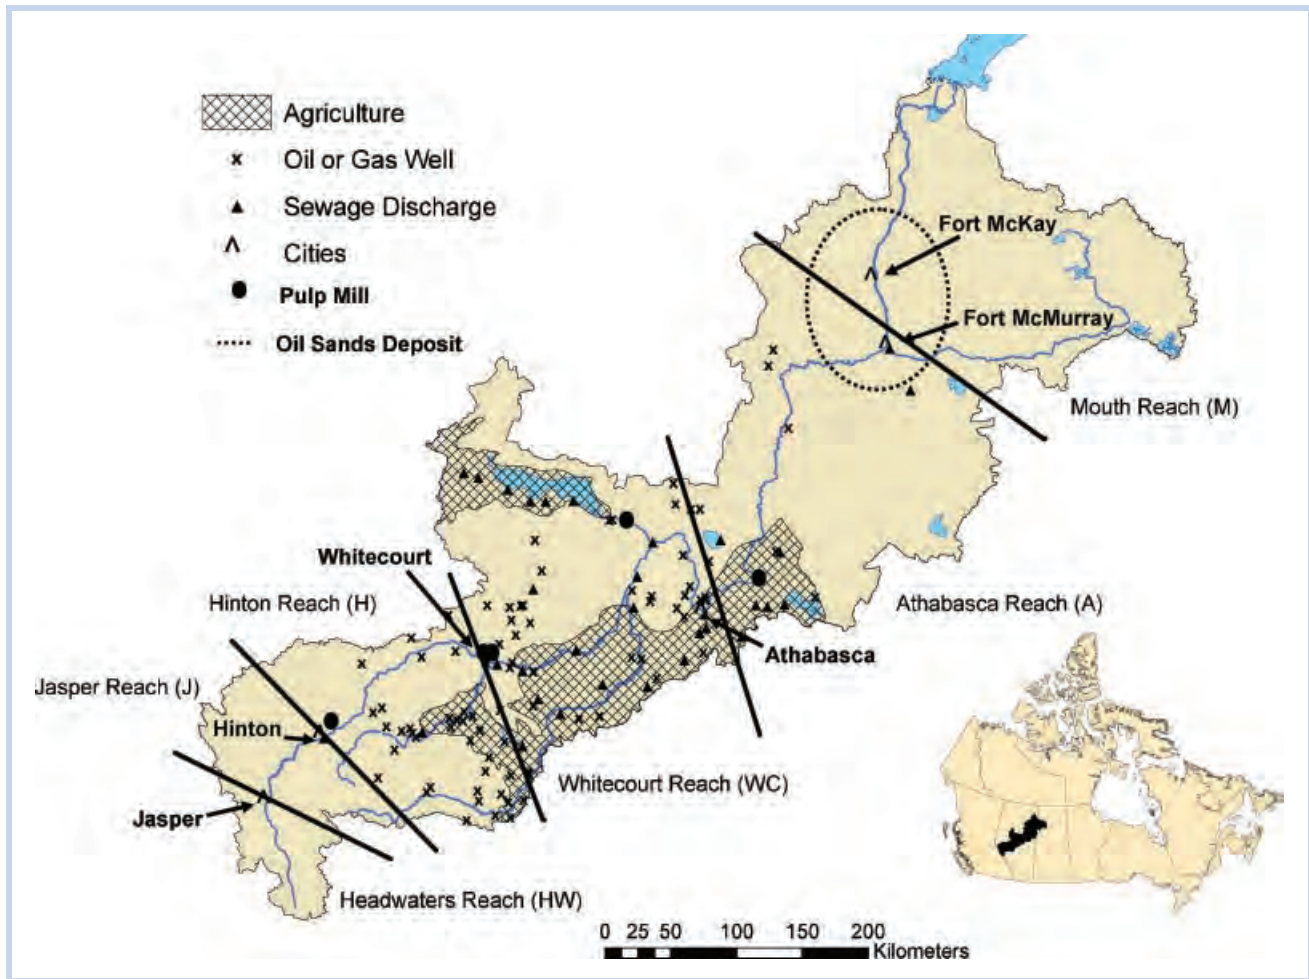 Agriculture
Oil or Gas Well
Sewage Discharge
Cities
Pulp Mill
Oil Sands Deposit
Fort McKay
Fort McMurray
Mouth Reach (M)
Whitecourt
Hinton Reach (H)
Athabasca Reach (A)
Athabasca
Jasper Reach (J)
Hinton
Whitecourt Reach (WC)
Jasper
Headwaters Reach (HW)
0 25 50 100 150 200
Kilometers